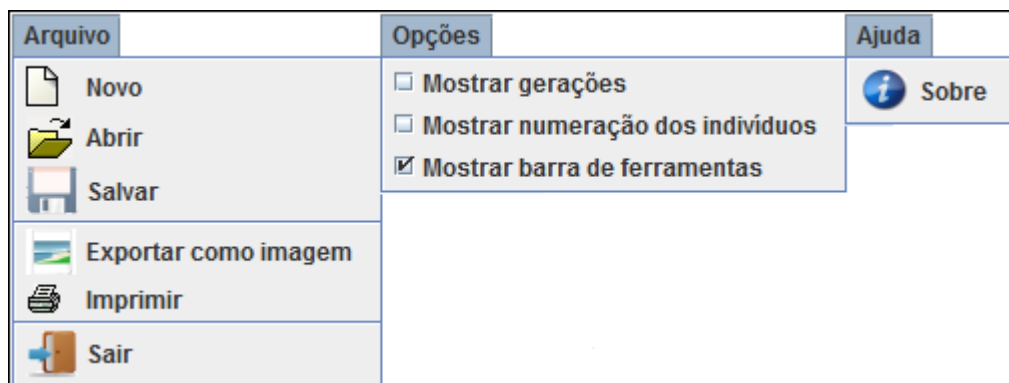 Arquivo
Novo
Abrir
Salvar
Exportar como imagem
Imprimir
Sair
Opções
Mostrar gerações
Mostrar numeração dos indivíduos
Mostrar barra de ferramentas
Ajuda
Sobre